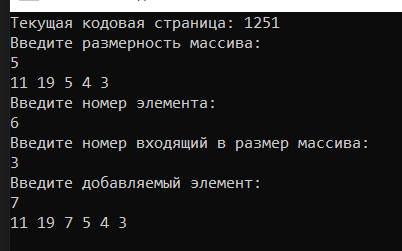 Текущая кодовая страница: 1251
Введите размерность массива:
5
11 19 5 4 3
Введите номер элемента:
6
Введите номер входящий в размер массива:
3
Введите добавляемый элемент:
7
11 19 7 5 4 3